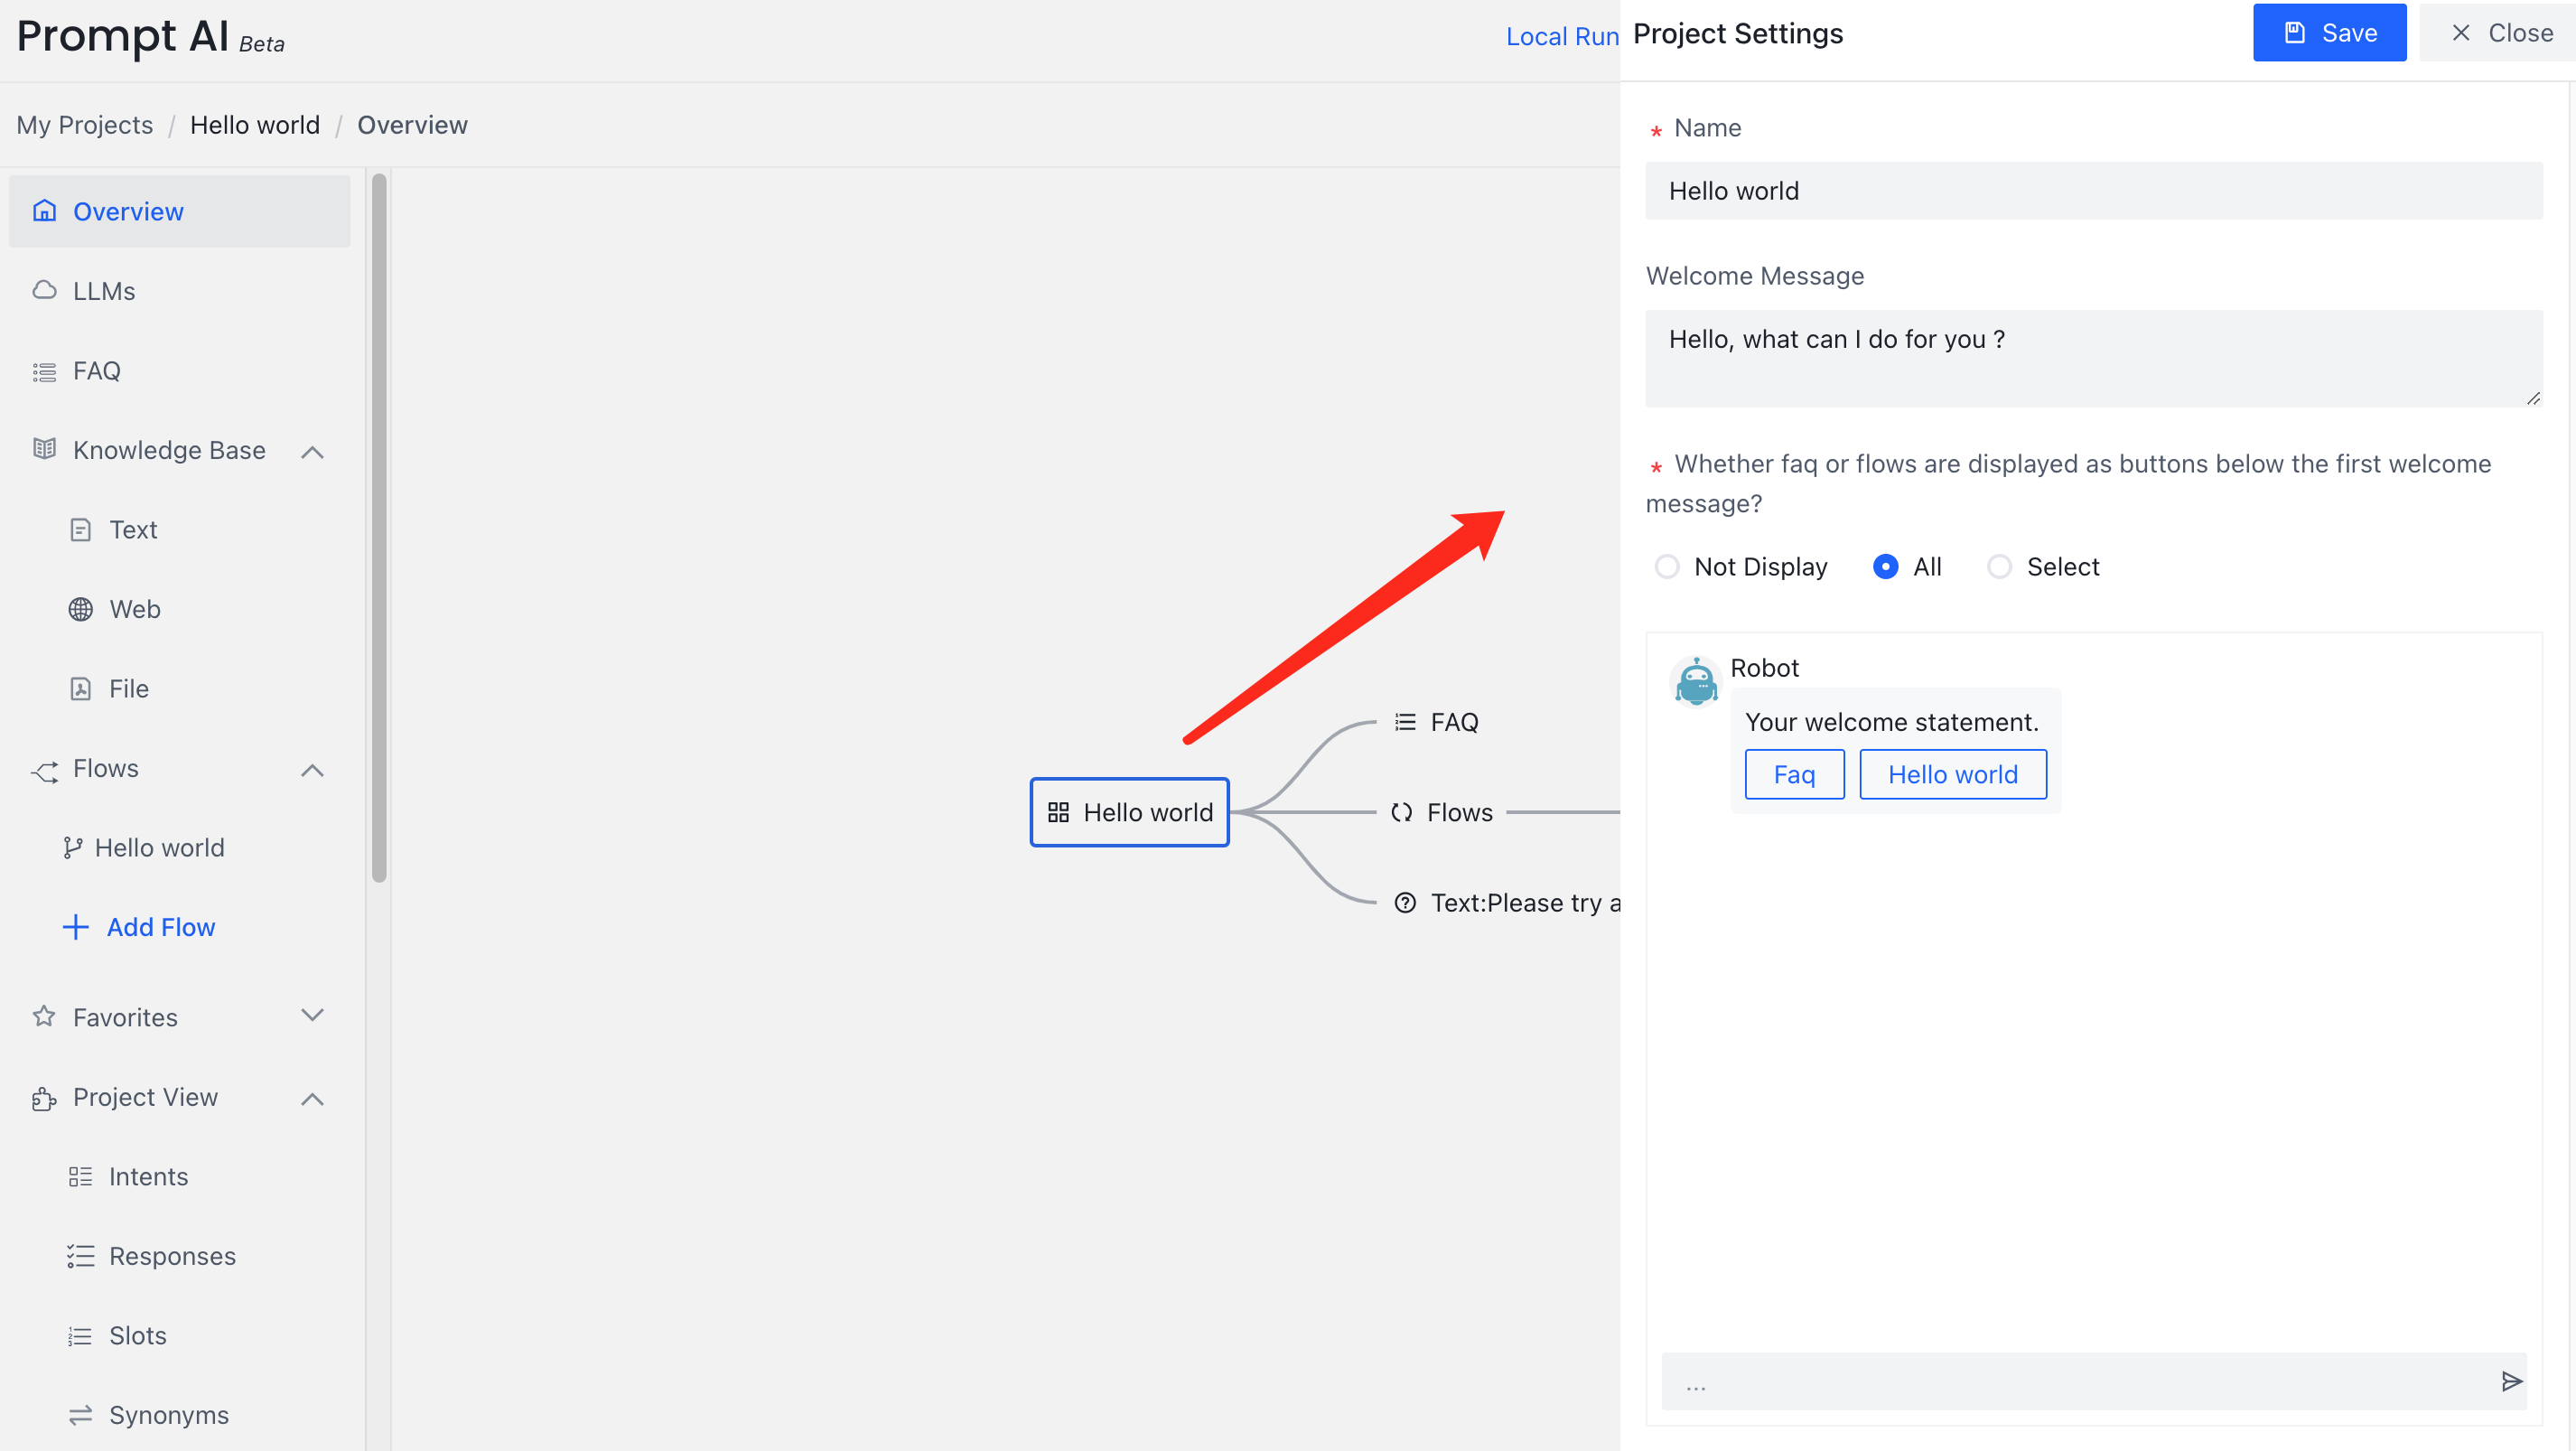 Prompt AI Beta
Local Run
My Projects / Hello world / Overview
Overview
LLMs
FAQ
Knowledge Base
Text
Web
File
Flows
Hello world
Add Flow
Favorites
Project View
Intents
Responses
Slots
Synonyms
Hello world
FAQ
Flows
Text:Please try a
Project Settings
Save
Close
* Name
Hello world
Welcome Message
Hello, what can I do for you ?
* Whether faq or flows are displayed as buttons below the first welcome
message?
Not Display All Select
Robot
Your welcome statement.
Faq Hello world
...